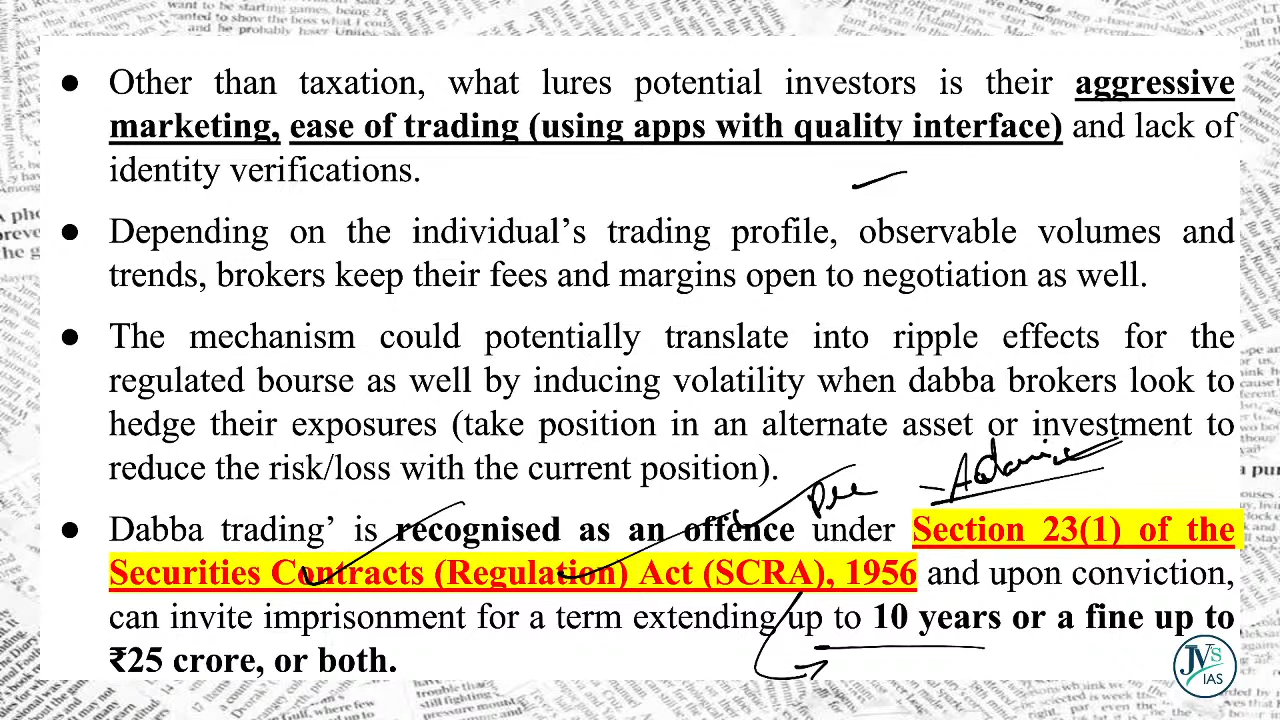 ● Other than taxation, what lures potential investors is their aggressive
marketing, ease of trading (using apps with quality interface) and lack of
identity verifications.
● Depending on the individual’s trading profile, observable volumes and
trends, brokers keep their fees and margins open to negotiation as well.
● The mechanism could potentially translate into ripple effects for the
regulated bourse as well by inducing volatility when dabba brokers look to
hedge their exposures (take position in an alternate asset or investment to
reduce the risk/loss with the current position).
● Dabba trading’ is recognised as an offence under Section 23(1) of the
Securities Contracts (Regulation) Act (SCRA), 1956 and upon conviction,
can invite imprisonment for a term extending up to 10 years or a fine up to
₹25 crore, or both.
JVS
IAS